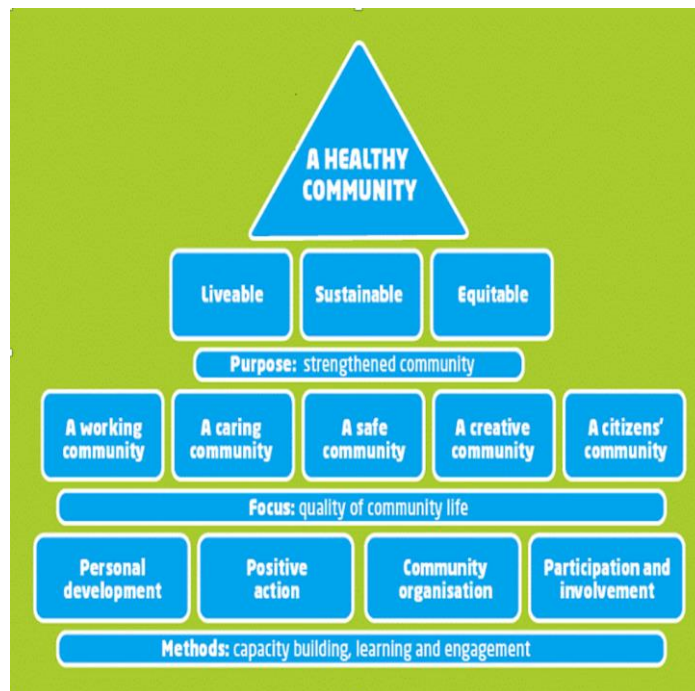 A HEALTHY
COMMUNITY
Liveable
Sustainable
Equitable
Purpose: strengthened community
A working
community
A caring
community
A safe
community
A creative
community
A citizens'
community
Focus: quality of community life
Personal
development
Positive
action
Community
organisation
Participation and
involvement
Methods: capacity building, learning and engagement